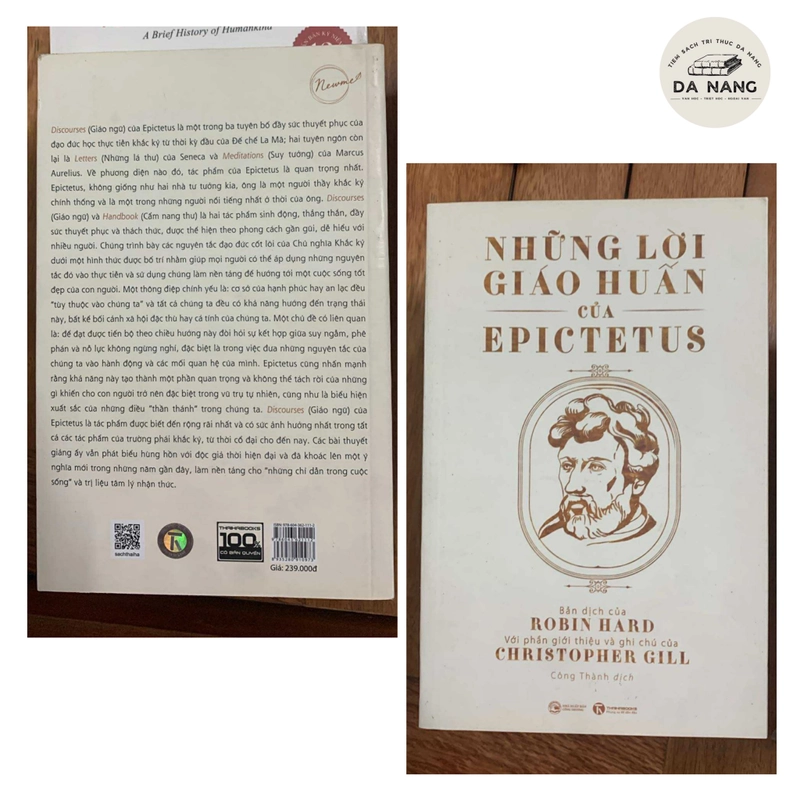 A Brief History of Humankind
Newme
Discourses (Giáo ngữ) của Epictetus là một trong ba tuyên bố đầy sức thuyết phục của
đạo đức học thực tiễn khắc kỷ từ thời kỳ đầu của Đế chế La Mã; hai tuyên ngôn còn
lại là Letters (Những lá thư) của Seneca và Meditations (Suy tưởng) của Marcus
Aurelius. Về phương diện nào đó, tác phẩm của Epictetus là quan trọng nhất.
Epictetus, không giống như hai nhà tư tưởng kia, ông là một người thầy khắc kỷ
chính thống và là một trong những người nổi tiếng nhất ở thời của ông. Discourses
(Giáo ngữ) và Handbook (Cẩm nang thư) là hai tác phẩm sinh động, thẳng thắn, đầy
sức thuyết phục và thách thức, được thể hiện theo phong cách gần gũi, dễ hiểu với
nhiều người. Chúng trình bày các nguyên tắc đạo đức cốt lõi của Chủ nghĩa Khắc kỷ
dưới một hình thức được bố trí nhằm giúp mọi người có thể áp dụng những nguyên
tắc đó vào thực tiễn và sử dụng chúng làm nền tảng để hướng tới một cuộc sống tốt
đẹp của con người. Một thông điệp chính yếu là: cơ sở của hạnh phúc hay an lạc đều
"tùy thuộc vào chúng ta" và tất cả chúng ta đều có khả năng hướng đến trạng thái
này, bất kể bối cảnh xã hội đặc thù hay cá tính của chúng ta. Một chủ đề có liên quan
là: để đạt được tiến bộ theo chiều hướng này đòi hỏi sự kết hợp giữa suy ngẫm, phê
phán và nỗ lực không ngừng nghỉ, đặc biệt là trong việc đưa những nguyên tắc của
chúng ta vào hành động và các mối quan hệ của mình. Epictetus cũng nhấn mạnh
rằng khả năng này tạo thành một phần quan trọng và không thể tách rời của những
gì khiến cho con người trở nên đặc biệt trong vũ trụ tự nhiên, cũng như là biểu hiện
xuất sắc của những điều "thần thánh" trong chúng ta. Discourses (Giáo ngữ) của
Epictetus là tác phẩm được biết đến rộng rãi nhất và có sức ảnh hưởng nhất trong tất
cả các tác phẩm của trường phái khắc kỷ, từ thời cổ đại cho đến nay. Các bài thuyết
giảng ấy vẫn phát biểu hùng hồn với độc giả thời hiện đại và đã khoác lên một ý
nghĩa mới trong những năm gần đây, làm nền tảng cho "những chỉ dẫn trong cuộc
sống" và trị liệu tâm lý nhận thức.
sachthaiha
THAIHABOOKS
100%
CÓ BẢN QUYỀN
Giá: 239.000đ
TIỆM SÁCH TRI THỨC DA NANG
DA NANG
VĂN HỌC - TRIẾT HỌC - NGOẠI VĂN
NHỮNG LỜI
GIÁO HUẤN
CỦA
EPICTETUS
Bản dịch của
ROBIN HARD
Với phần giới thiệu và ghi chú của
CHRISTOPHER GILL
Công Thành dịch
THAIHABOOKS